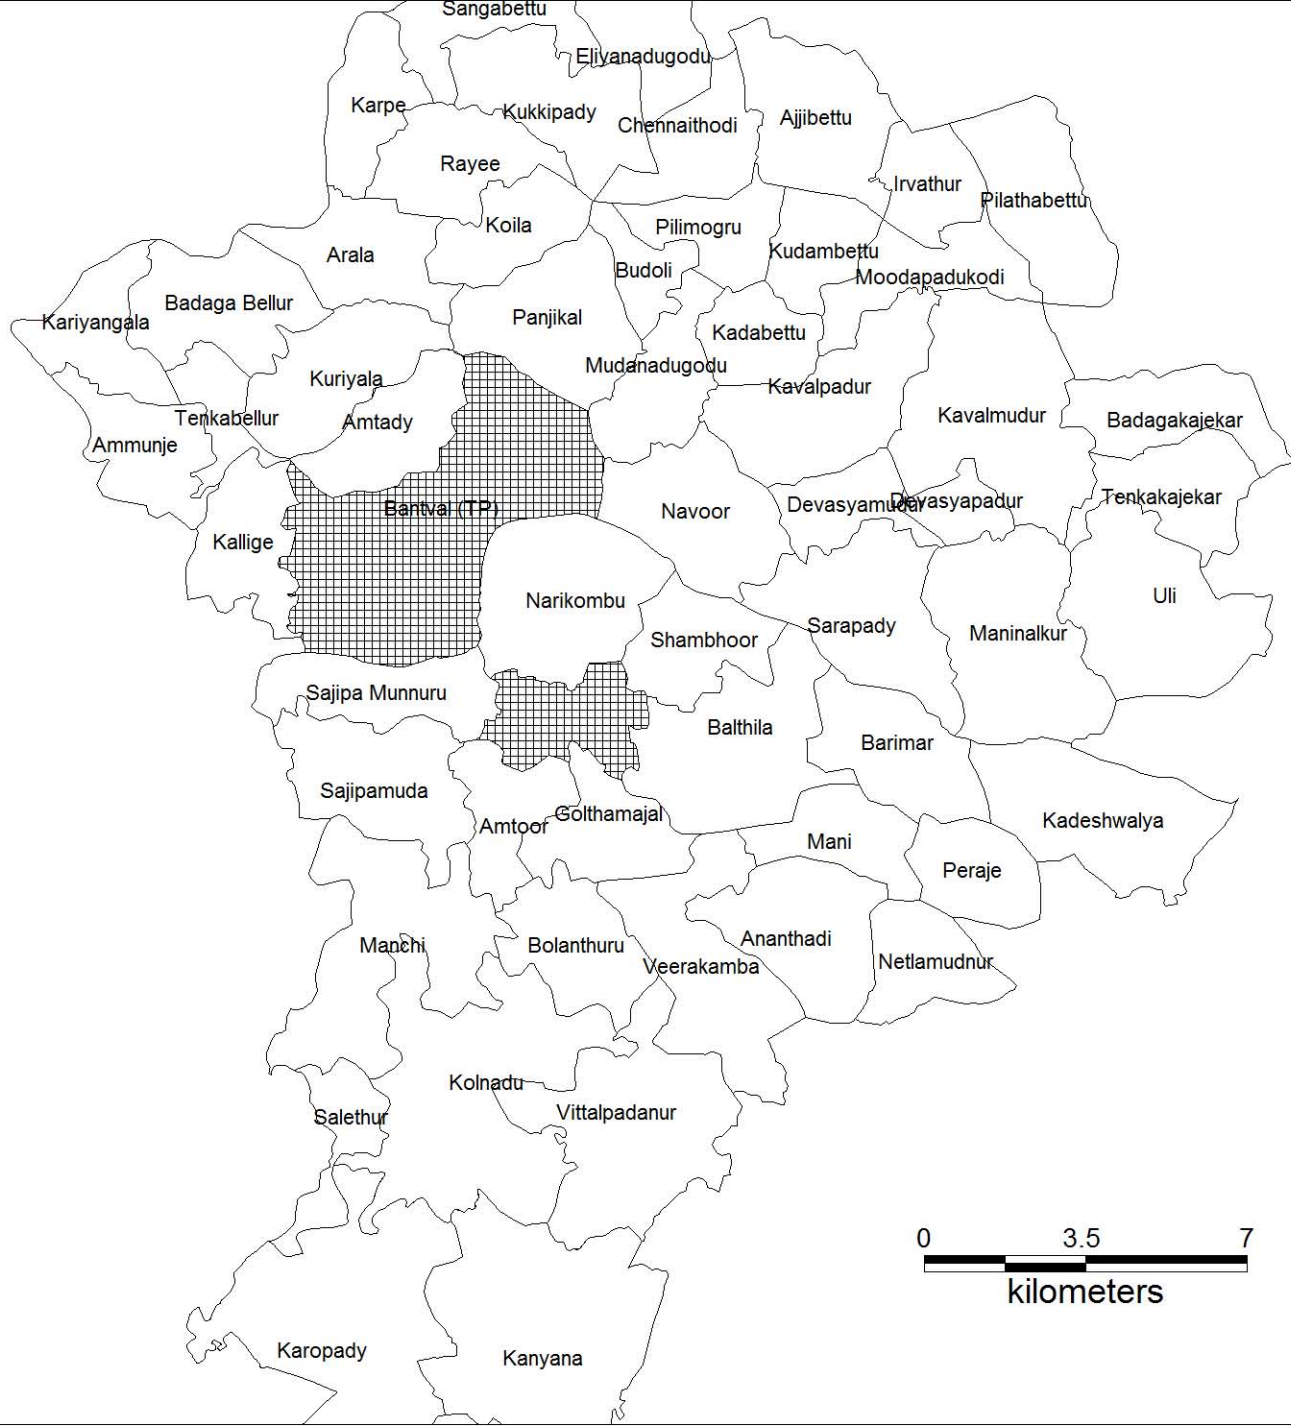 Sangabettu
Eliyanadugodu
Karpe
Kukkipady
Chennaithodi
Ajjibettu
Rayee
Irvathur
Pilathabettu
Koila
Pilimogru
Arala
Kudambettu
Budoli
Moodapadukodi
Badaga Bellur
Kariyangala
Panjikal
Kadabettu
Mudanadugodu
Kuriyala
Kavalpadur
Amtady
Tenkabellur
Kavalmudur
Badagakajekar
Ammunje
Tenkakajekar
Bantval (TP)
Navoor
Devasyamudur
Devasyapadur
Kallige
Narikombu
Uli
Shambhoor
Sarapady
Maninalkur
Sajipa Munnuru
Balthila
Barimar
Sajipamuda
Golthamajal
Amtoor
Kadeshwalya
Mani
Peraje
Manchi
Bolanthuru
Ananthadi
Veerakamba
Netlamudnur
Kolnadu
Vittalpadanur
Salethur
0 3.5 7
kilometers
Karopady
Kanyana